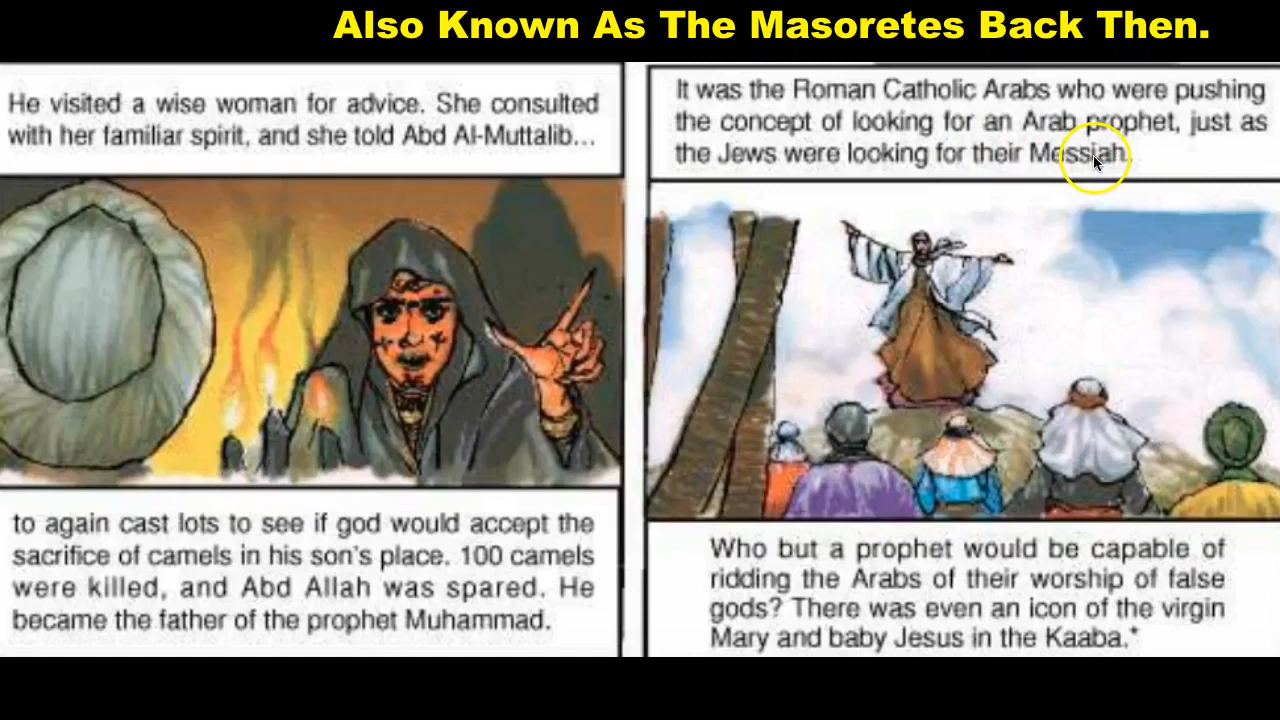 Also Known As The Masoretes Back Then.
He visited a wise woman for advice. She consulted
with her familiar spirit, and she told Abd Al-Muttalib...
to again cast lots to see if god would accept the
sacrifice of camels in his son's place. 100 camels
were killed, and Abd Allah was spared. He
became the father of the prophet Muhammad.
It was the Roman Catholic Arabs who were pushing
the concept of looking for an Arab prophet, just as
the Jews were looking for their Messiah.
Who but a prophet would be capable of
ridding the Arabs of their worship of false
gods? There was even an icon of the virgin
Mary and baby Jesus in the Kaaba.*